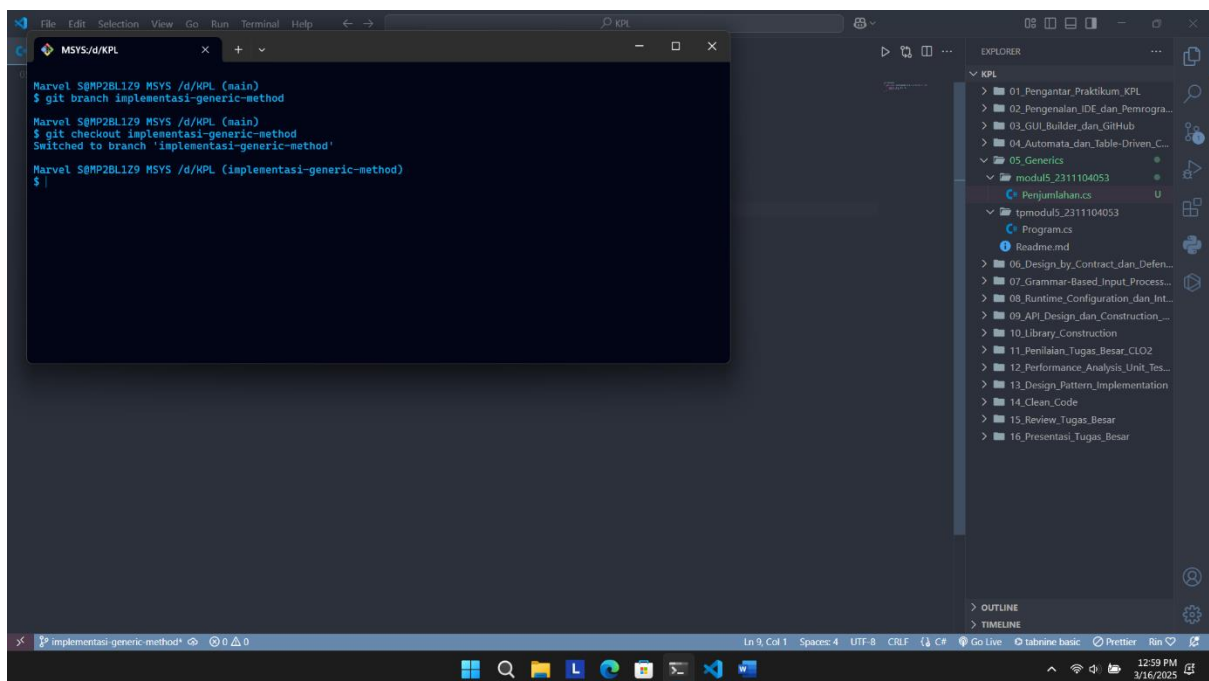 File Edit Selection View Go Run Terminal Help
KPL
MSYS:/d/KPL
Marvel S@MP2BL1Z9 MSYS /d/KPL (main)
$ git branch implementasi-generic-method
Marvel S@MP2BL1Z9 MSYS /d/KPL (main)
$ git checkout implementasi-generic-method
Switched to branch 'implementasi-generic-method'
Marvel S@MP2BL1Z9 MSYS /d/KPL (implementasi-generic-method)
$
EXPLORER
KPL
01_Pengantar_Praktikum_KPL
02_Pengenalan_IDE_dan_Pemrogra...
03_GUI_Builder_dan_GitHub
04_Automata_dan_Table-Driven_C...
05_Generics
modul5_2311104053
Penjumlahan.cs U
tpmodul5_2311104053
Program.cs
Readme.md
06_Design_by_Contract_dan_Defen...
07_Grammar-Based_Input_Process...
08_Runtime_Configuration_dan_Int...
09_API_Design_dan_Construction_...
10_Library_Construction
11_Penilaian_Tugas_Besar_CLO2
12_Performance_Analysis_Unit_Tes...
13_Design_Pattern_Implementation
14_Clean_Code
15_Review_Tugas_Besar
16_Presentasi_Tugas_Besar
OUTLINE
TIMELINE
implementasi-generic-method* 0 0 Ln 9, Col 1 Spaces: 4 UTF-8 CRLF C# Go Live tabnine basic Prettier Rin
12:59 PM
3/16/2025